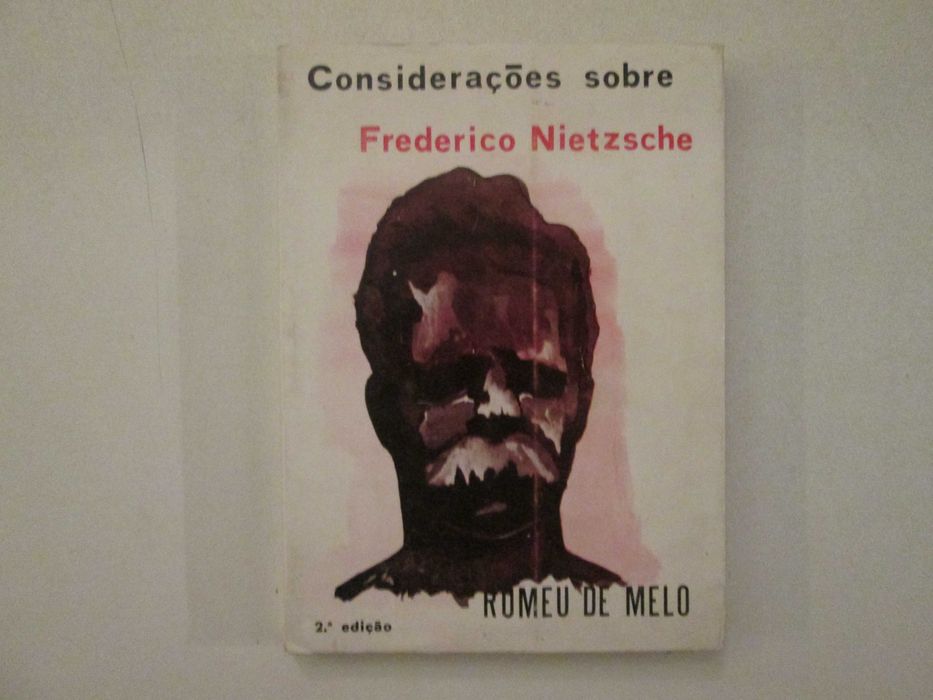 Considerações sobre
Frederico Nietzsche
ROMEU DE MELO
2.ª edição